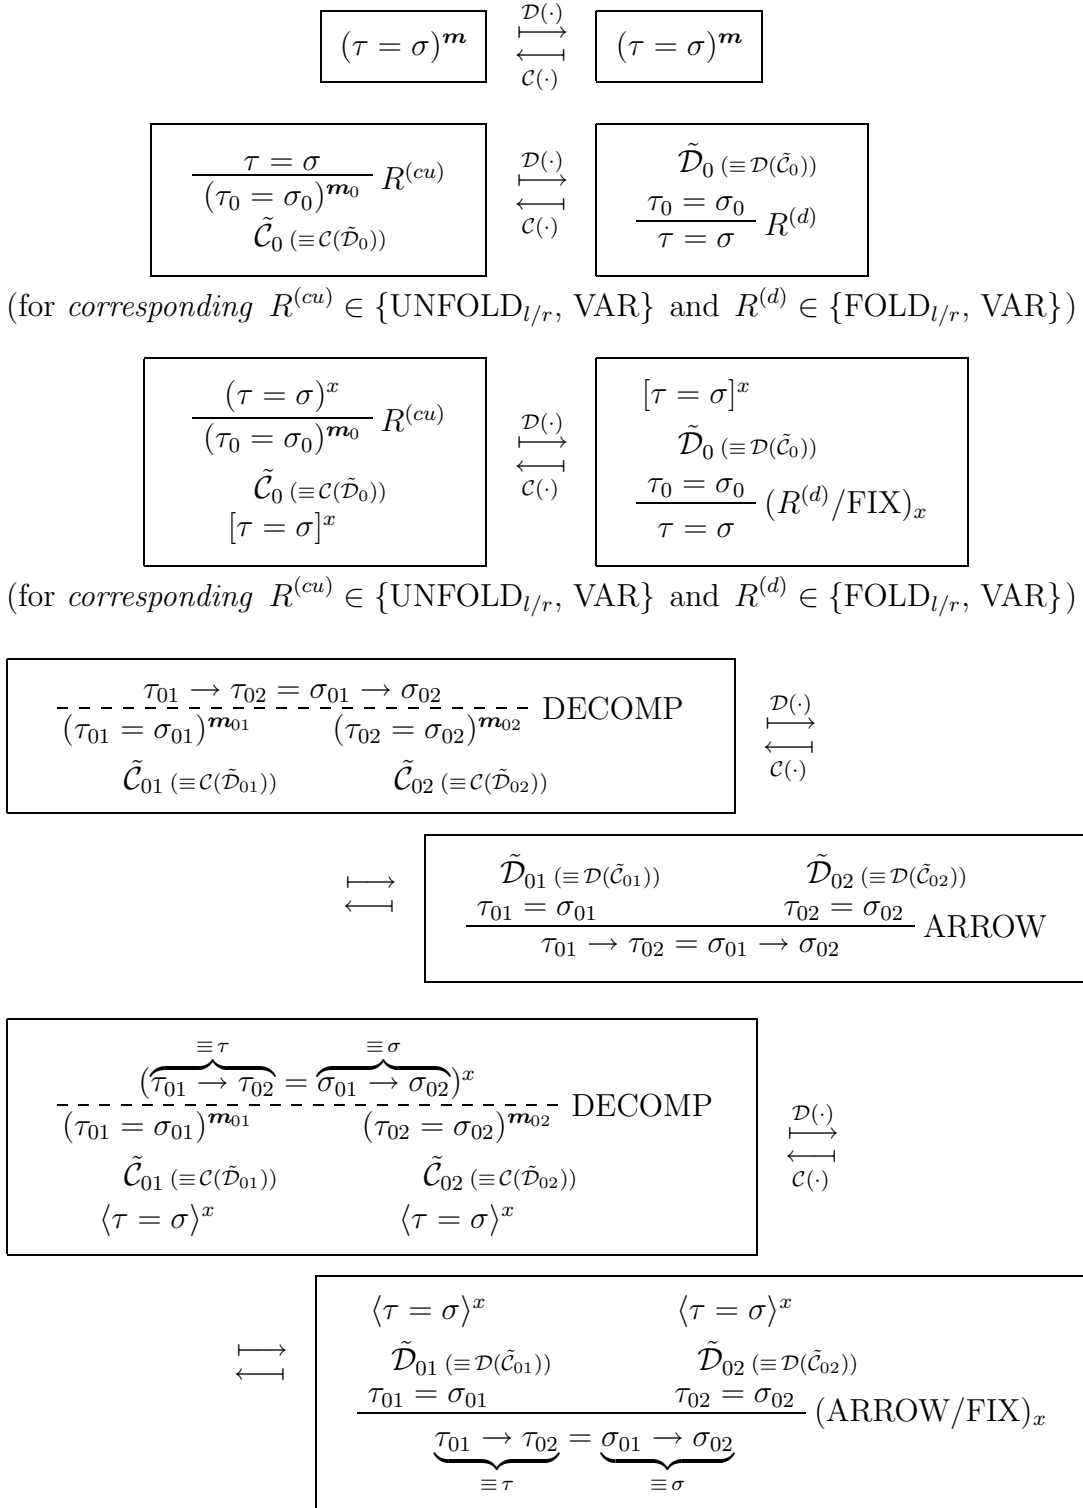 𝒟(·)
(τ = σ)^𝒎 ⟼ ⟻ (τ = σ)^𝒎
𝒞(·)
τ = σ 𝒟(·) 𝒟̃₀ (≡ 𝒟(𝒞̃₀))
(τ₀ = σ₀)^𝒎₀ R^(cu) ⟼ ⟻ τ₀ = σ₀
𝒞̃₀ (≡ 𝒞(𝒟̃₀)) 𝒞(·) τ = σ R^(d)
(for corresponding R^(cu) ∈ {UNFOLD_{l/r}, VAR} and R^(d) ∈ {FOLD_{l/r}, VAR})
(τ = σ)^x [τ = σ]^x
(τ₀ = σ₀)^𝒎₀ R^(cu) 𝒟(·) ⟼ ⟻ 𝒞(·) 𝒟̃₀ (≡ 𝒟(𝒞̃₀))
𝒞̃₀ (≡ 𝒞(𝒟̃₀)) τ₀ = σ₀
[τ = σ]^x τ = σ (R^(d)/FIX)_x
(for corresponding R^(cu) ∈ {UNFOLD_{l/r}, VAR} and R^(d) ∈ {FOLD_{l/r}, VAR})
τ₀₁ → τ₀₂ = σ₀₁ → σ₀₂
(τ₀₁ = σ₀₁)^𝒎₀₁ (τ₀₂ = σ₀₂)^𝒎₀₂ DECOMP 𝒟(·) ⟼ ⟻ 𝒞(·)
𝒞̃₀₁ (≡ 𝒞(𝒟̃₀₁)) 𝒞̃₀₂ (≡ 𝒞(𝒟̃₀₂))
⟼ ⟻ 𝒟̃₀₁ (≡ 𝒟(𝒞̃₀₁)) 𝒟̃₀₂ (≡ 𝒟(𝒞̃₀₂))
τ₀₁ = σ₀₁ τ₀₂ = σ₀₂
τ₀₁ → τ₀₂ = σ₀₁ → σ₀₂ ARROW
≡ τ ≡ σ
(τ₀₁ → τ₀₂ = σ₀₁ → σ₀₂)^x
(τ₀₁ = σ₀₁)^𝒎₀₁ (τ₀₂ = σ₀₂)^𝒎₀₂ DECOMP 𝒟(·) ⟼ ⟻ 𝒞(·)
𝒞̃₀₁ (≡ 𝒞(𝒟̃₀₁)) 𝒞̃₀₂ (≡ 𝒞(𝒟̃₀₂))
⟨τ = σ⟩^x ⟨τ = σ⟩^x
⟨τ = σ⟩^x ⟨τ = σ⟩^x
⟼ ⟻ 𝒟̃₀₁ (≡ 𝒟(𝒞̃₀₁)) 𝒟̃₀₂ (≡ 𝒟(𝒞̃₀₂))
τ₀₁ = σ₀₁ τ₀₂ = σ₀₂ (ARROW/FIX)_x
τ₀₁ → τ₀₂ = σ₀₁ → σ₀₂
≡ τ ≡ σ